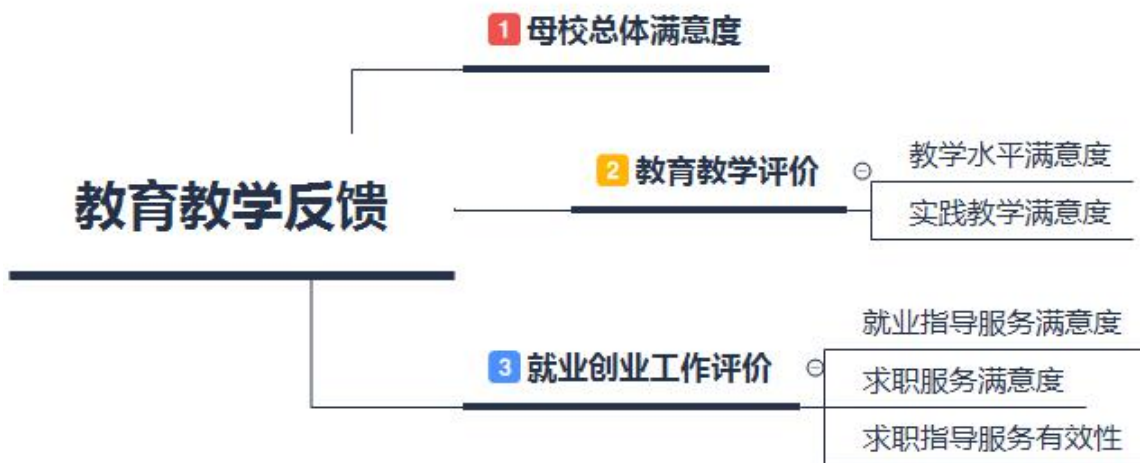 1 母校总体满意度
教育教学反馈
2 教育教学评价
教学水平满意度
实践教学满意度
3 就业创业工作评价
就业指导服务满意度
求职服务满意度
求职指导服务有效性